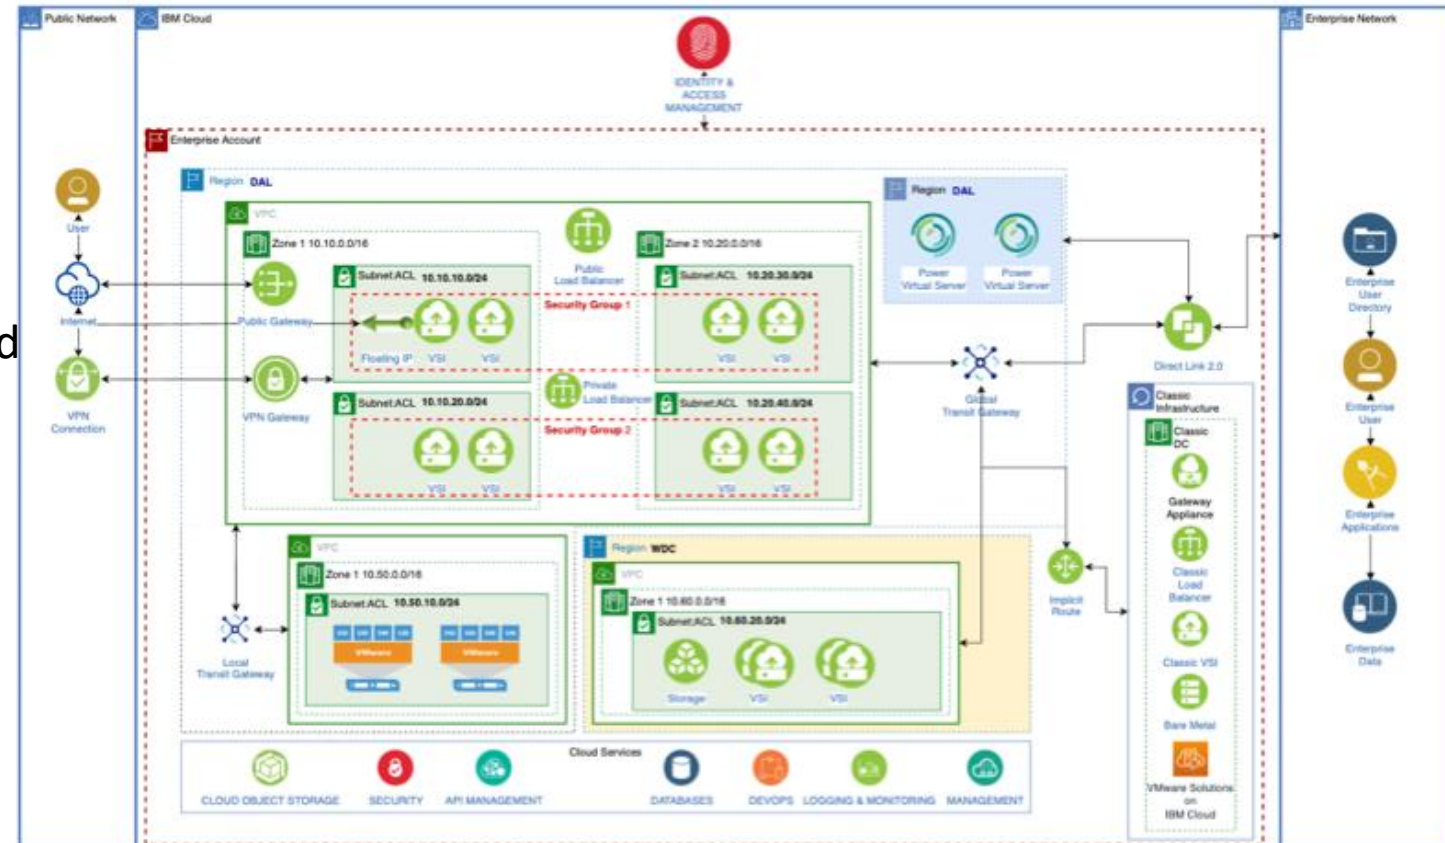 Public Network
IBM Cloud
Enterprise Network
IDENTITY &
ACCESS
MANAGEMENT
Enterprise Account
Region DAL
VPC
Zone 1 10.10.0.0/16
Public
Load Balancer
Zone 2 10.20.0.0/16
Region DAL
Power
Virtual Server
Power
Virtual Server
User
Internet
d
VPN
Connection
Public Gateway
VPN Gateway
Subnet:ACL 10.10.10.0/24
Security Group 1
Floating IP
VSI
VSI
Subnet:ACL 10.20.30.0/24
VSI
VSI
Private
Load Balancer
Subnet:ACL 10.10.20.0/24
Security Group 2
VSI
VSI
Subnet:ACL 10.20.40.0/24
VSI
VSI
Global
Transit Gateway
Direct Link 2.0
Enterprise
User
Directory
Enterprise
User
Enterprise
Applications
Enterprise
Data
Classic
Infrastructure
Classic
DC
Gateway
Appliance
Classic
Load
Balancer
Classic VSI
Bare Metal
VMware Solutions
on
IBM Cloud
Implicit
Route
Local
Transit Gateway
VPC
Zone 1 10.50.0.0/16
Subnet:ACL 10.50.10.0/24
VMware
VMware
Region WDC
VPC
Zone 1 10.60.0.0/16
Subnet:ACL 10.60.20.0/24
Storage
VSI
VSI
Cloud Services
CLOUD OBJECT STORAGE
SECURITY
API MANAGEMENT
DATABASES
DEVOPS
LOGGING & MONITORING
MANAGEMENT